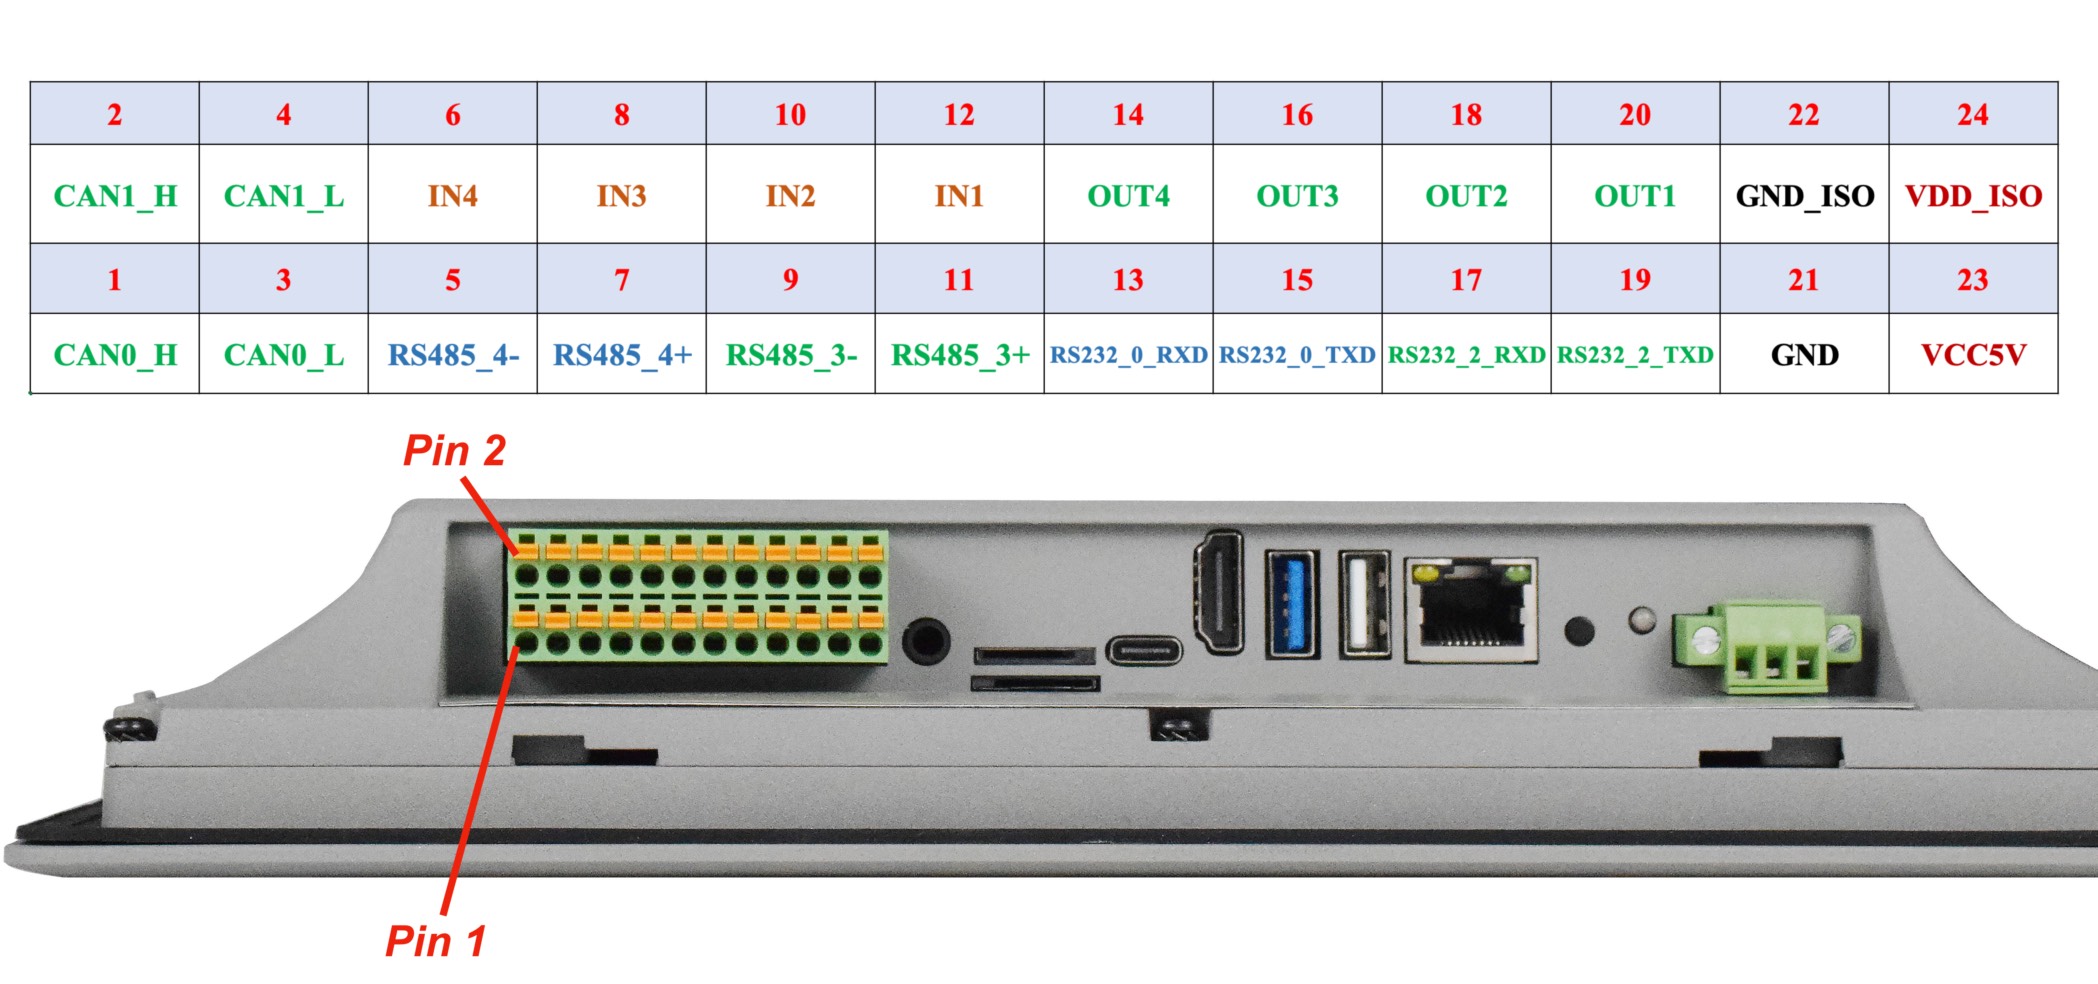 2 4 6 8 10 12 14 16 18 20 22 24
CAN1_H CAN1_L IN4 IN3 IN2 IN1 OUT4 OUT3 OUT2 OUT1 GND_ISO VDD_ISO
1 3 5 7 9 11 13 15 17 19 21 23
CAN0_H CAN0_L RS485_4- RS485_4+ RS485_3- RS485_3+ RS232_0_RXD RS232_0_TXD RS232_2_RXD RS232_2_TXD GND VCC5V
Pin 2
Pin 1